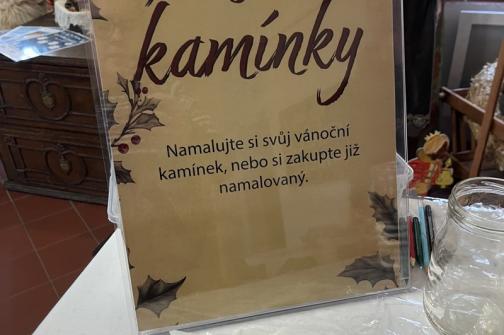 kamínky
Namalujte si svůj vánoční
kamínek, nebo si zakupte již
namalovaný.